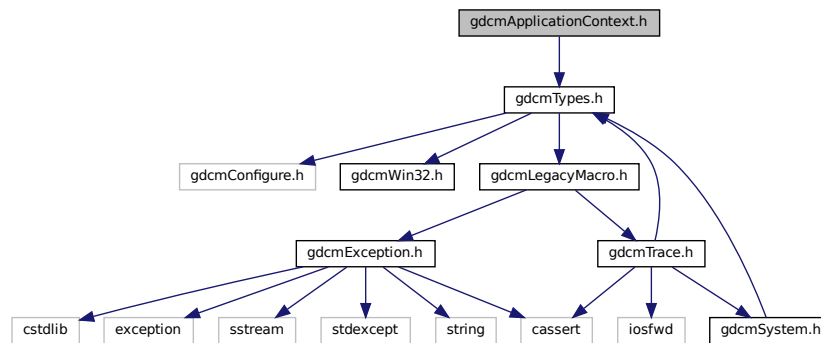 gdcmApplicationContext.h
gdcmTypes.h
gdcmConfigure.h
gdcmWin32.h
gdcmLegacyMacro.h
gdcmException.h
gdcmTrace.h
cstdlib
exception
sstream
stdexcept
string
cassert
iosfwd
gdcmSystem.h